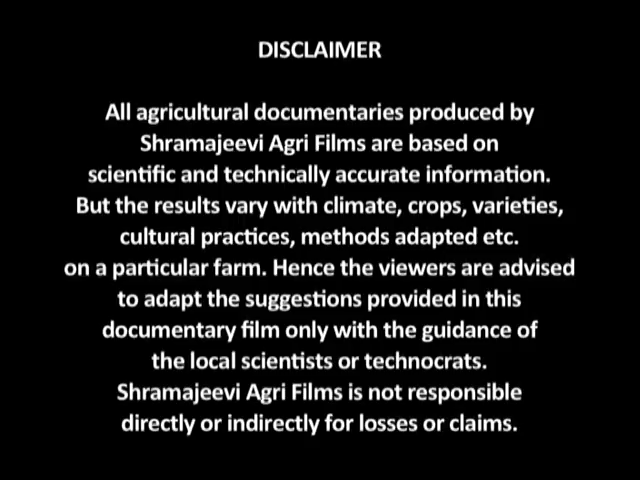 DISCLAIMER
All agricultural documentaries produced by
Shramajeevi Agri Films are based on
scientific and technically accurate information.
But the results vary with climate, crops, varieties,
cultural practices, methods adapted etc.
on a particular farm. Hence the viewers are advised
to adapt the suggestions provided in this
documentary film only with the guidance of
the local scientists or technocrats.
Shramajeevi Agri Films is not responsible
directly or indirectly for losses or claims.